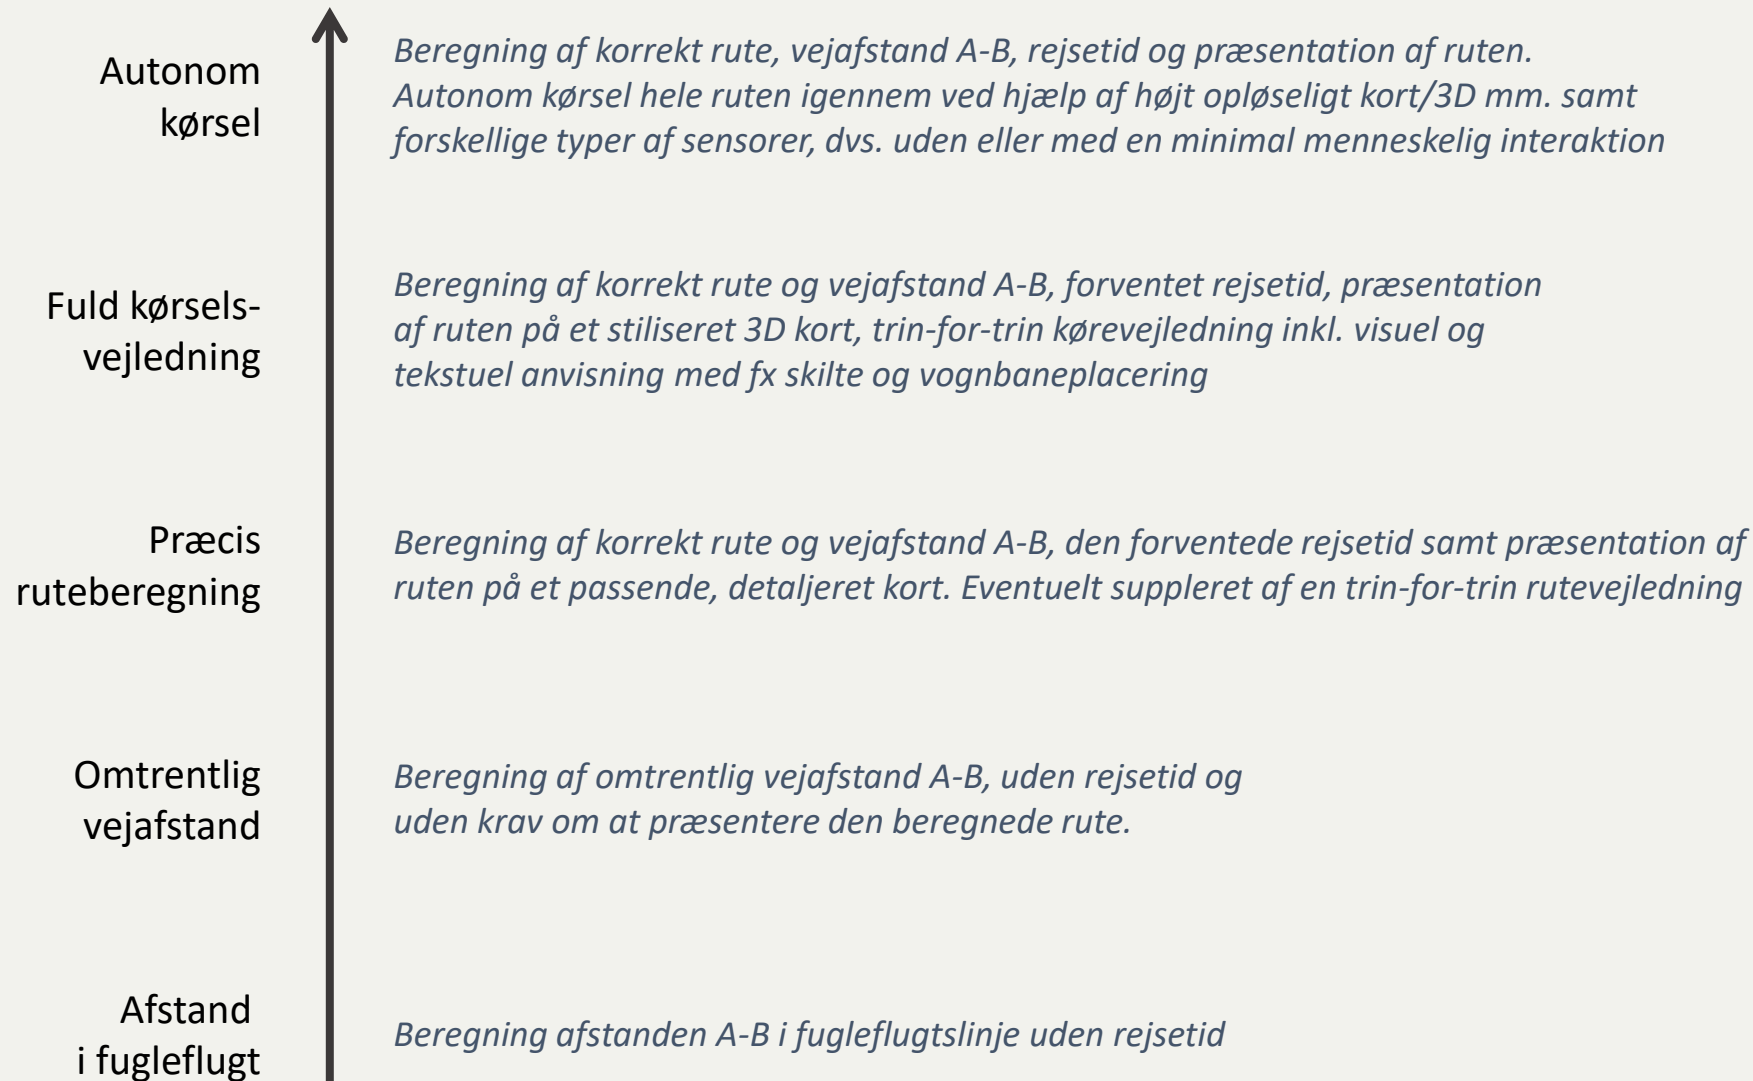 Autonom
kørsel
Beregning af korrekt rute, vejafstand A-B, rejsetid og præsentation af ruten.
Autonom kørsel hele ruten igennem ved hjælp af højt opløseligt kort/3D mm. samt
forskellige typer af sensorer, dvs. uden eller med en minimal menneskelig interaktion
Fuld kørsels-
vejledning
Beregning af korrekt rute og vejafstand A-B, forventet rejsetid, præsentation
af ruten på et stiliseret 3D kort, trin-for-trin kørevejledning inkl. visuel og
tekstuel anvisning med fx skilte og vognbaneplacering
Præcis
ruteberegning
Beregning af korrekt rute og vejafstand A-B, den forventede rejsetid samt præsentation af
ruten på et passende, detaljeret kort. Eventuelt suppleret af en trin-for-trin rutevejledning
Omtrentlig
vejafstand
Beregning af omtrentlig vejafstand A-B, uden rejsetid og
uden krav om at præsentere den beregnede rute.
Afstand
i fugleflugt
Beregning afstanden A-B i fugleflugtslinje uden rejsetid